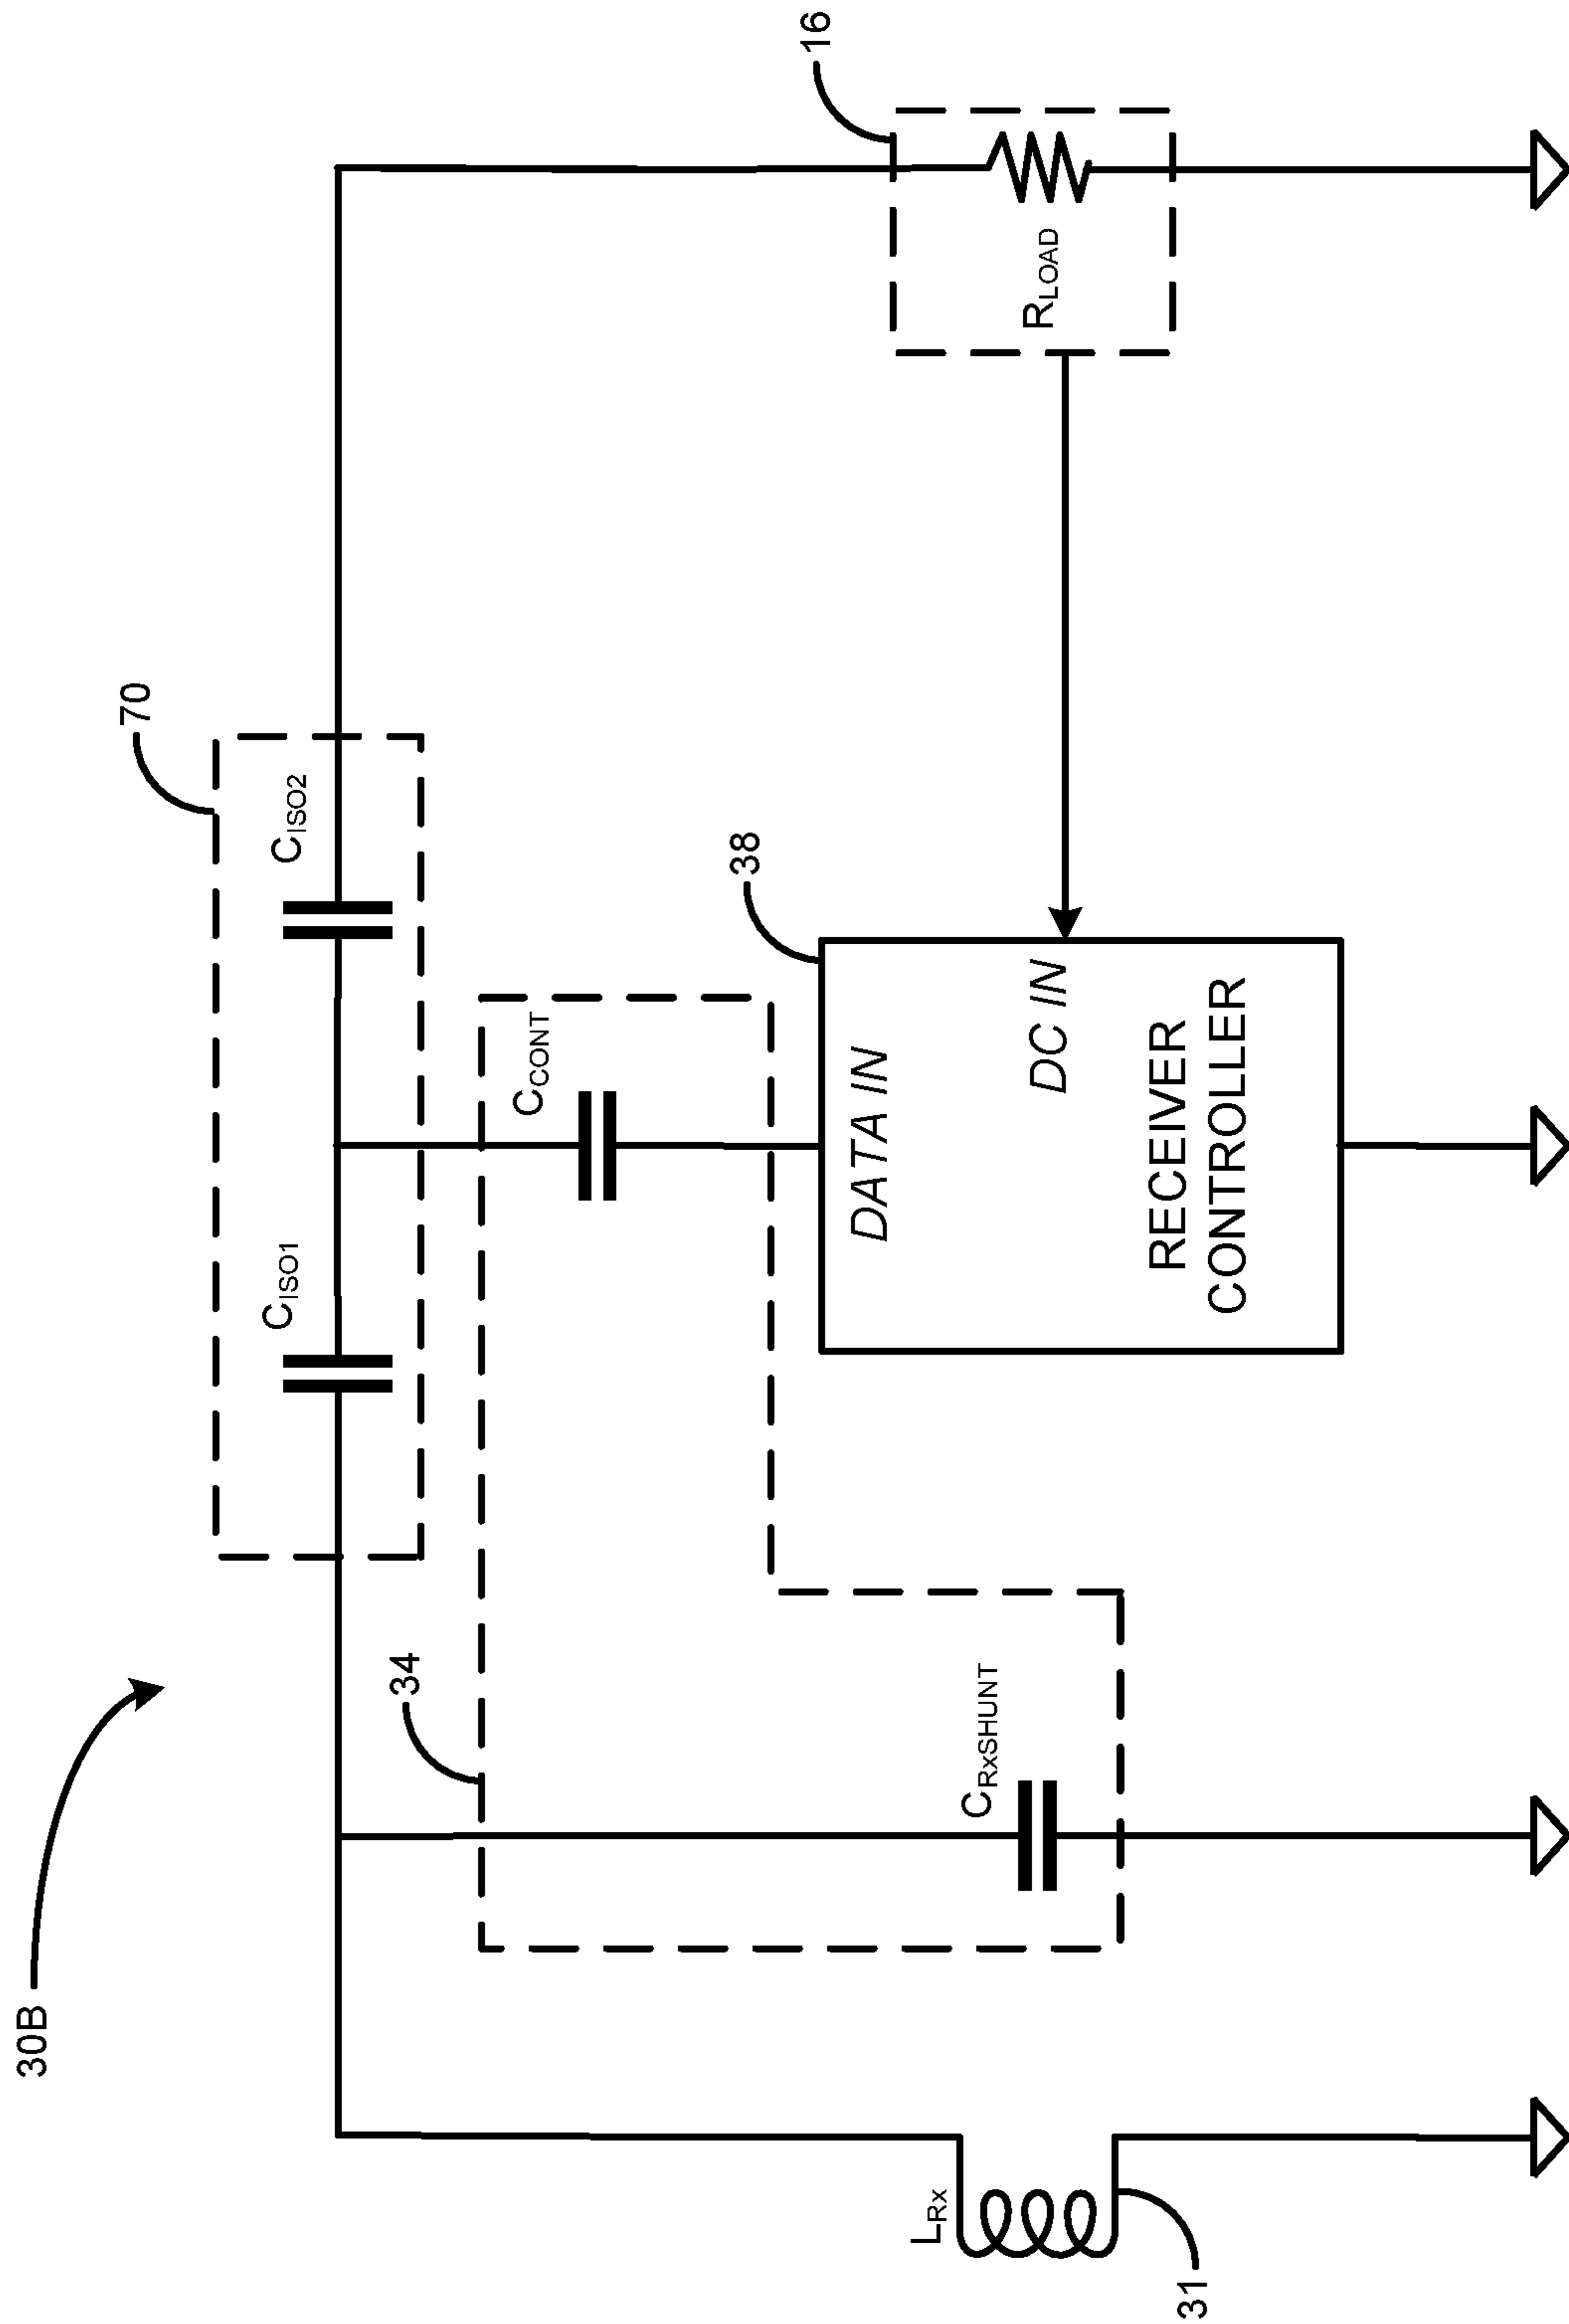 30B
70
CISO1
CISO2
34
CCONT
16
38
DATA IN
DC IN
RECEIVER
CONTROLLER
RLOAD
CRxSHUNT
LRx
31